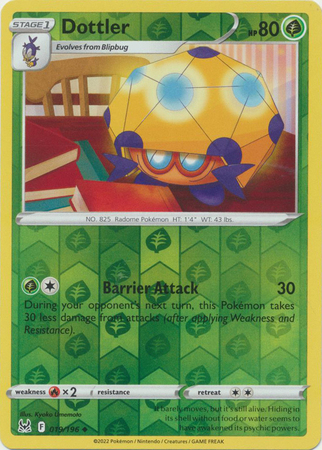 STAGE 1
Dottler
HP 80
Evolves from Blipbug
NO. 825 Radome Pokémon HT: 1'4" WT: 43 lbs.
Barrier Attack 30
During your opponent's next turn, this Pokémon takes
30 less damage from attacks (after applying Weakness and
Resistance).
weakness ×2 resistance retreat
Illus. Kyoko Umemoto
F 019/196
It barely moves, but it's still alive. Hiding in
its shell without food or water seems to
have awakened its psychic powers.
©2022 Pokémon / Nintendo / Creatures / GAME FREAK